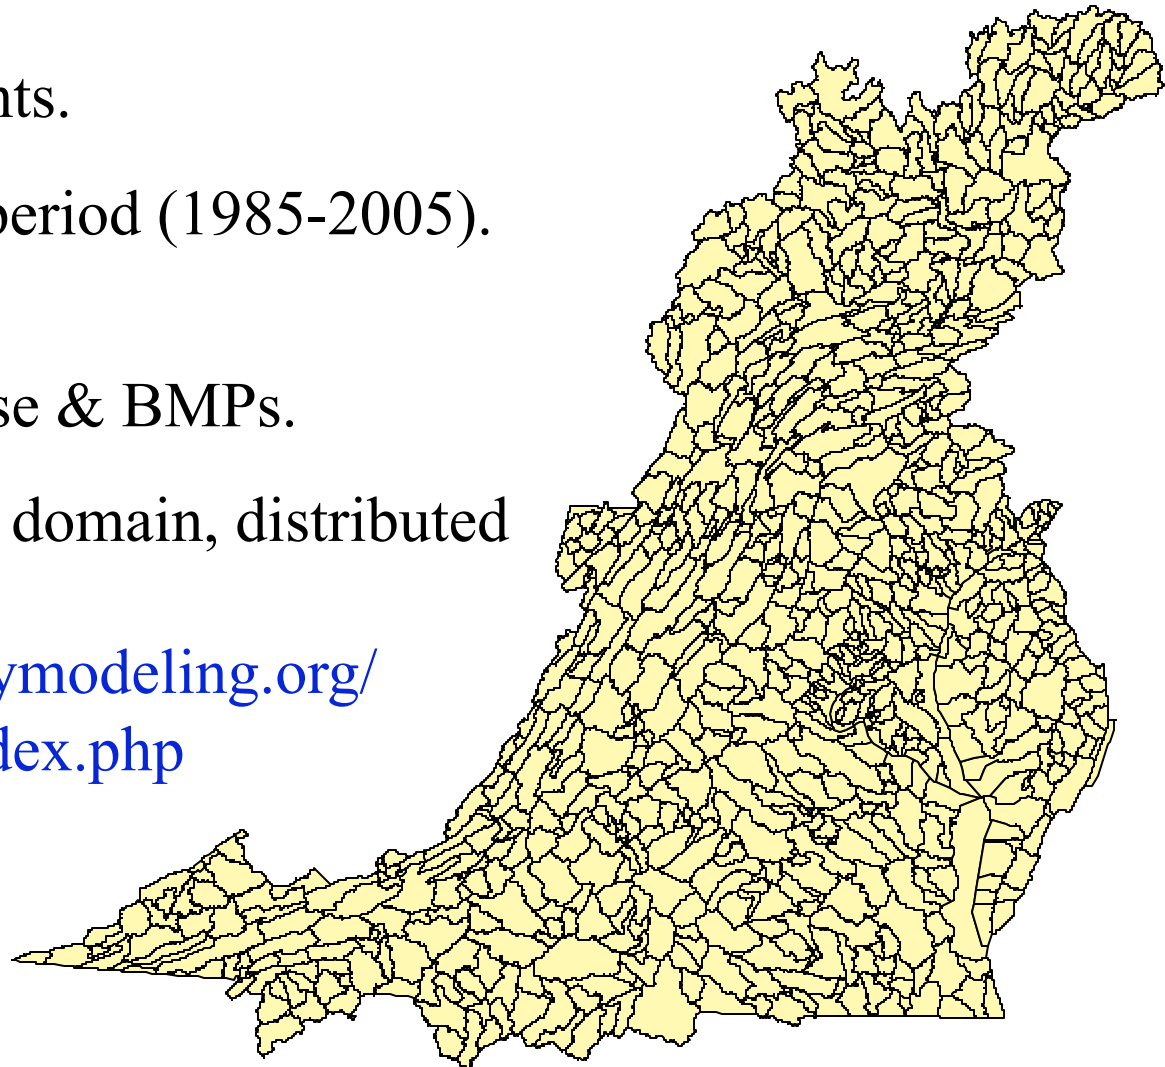 nts.
period (1985-2005).
se & BMPs.
domain, distributed
ymodeling.org/
dex.php